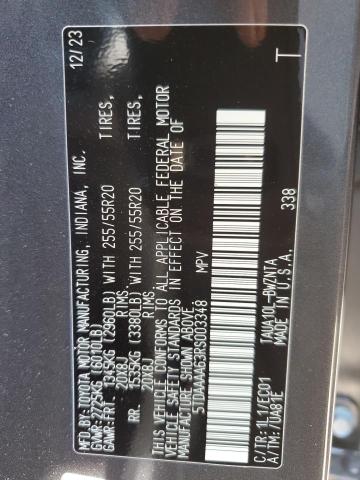 MFD.BY:TOYOTA MOTOR MANUFACTURING, INDIANA, INC. 12/23
GVWR:2725KG (6010LB)
GAWR:FRT. 1345KG (2960LB) WITH 255/55R20 TIRES,
20X8J RIMS,
RR. 1535KG (3380LB) WITH 255/55R20 TIRES,
20X8J RIMS
THIS VEHICLE CONFORMS TO ALL APPLICABLE FEDERAL MOTOR
VEHICLE SAFETY STANDARDS IN EFFECT ON THE DATE OF
MANUFACTURE SHOWN ABOVE.
5TDAAAA63RS003348 MPV
338 T
C/TR:1L1/EC01 TAUA10L-BWZNTA
A/TM: /UA81E MADE IN U.S.A.